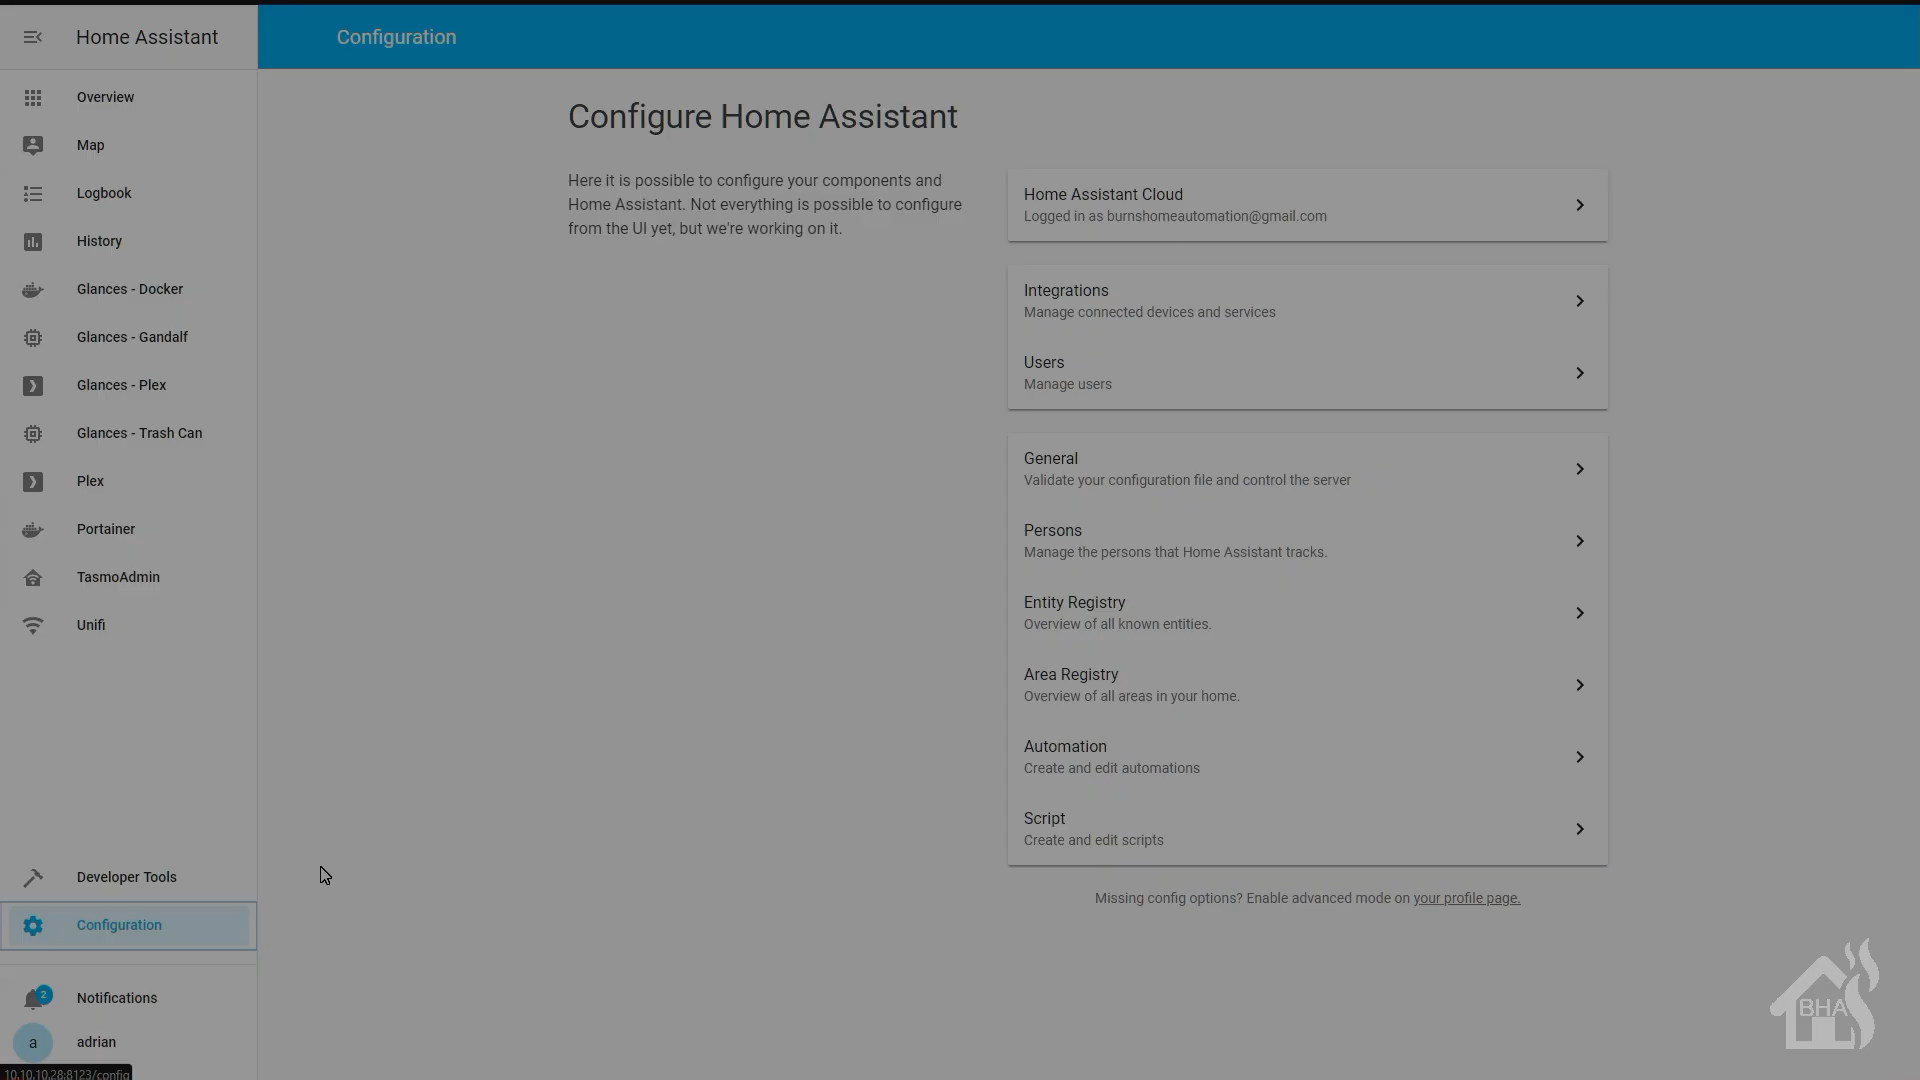 Home Assistant
Configuration
Overview
Map
Logbook
History
Glances - Docker
Glances - Gandalf
Glances - Plex
Glances - Trash Can
Plex
Portainer
TasmoAdmin
Unifi
Developer Tools
Configuration
2
Notifications
a
adrian
10.10.10.28:8123/config
Configure Home Assistant
Here it is possible to configure your components and
Home Assistant. Not everything is possible to configure
from the UI yet, but we're working on it.
Home Assistant Cloud
Logged in as burnshomeautomation@gmail.com
Integrations
Manage connected devices and services
Users
Manage users
General
Validate your configuration file and control the server
Persons
Manage the persons that Home Assistant tracks.
Entity Registry
Overview of all known entities.
Area Registry
Overview of all areas in your home.
Automation
Create and edit automations
Script
Create and edit scripts
Missing config options? Enable advanced mode on your profile page.
BHA